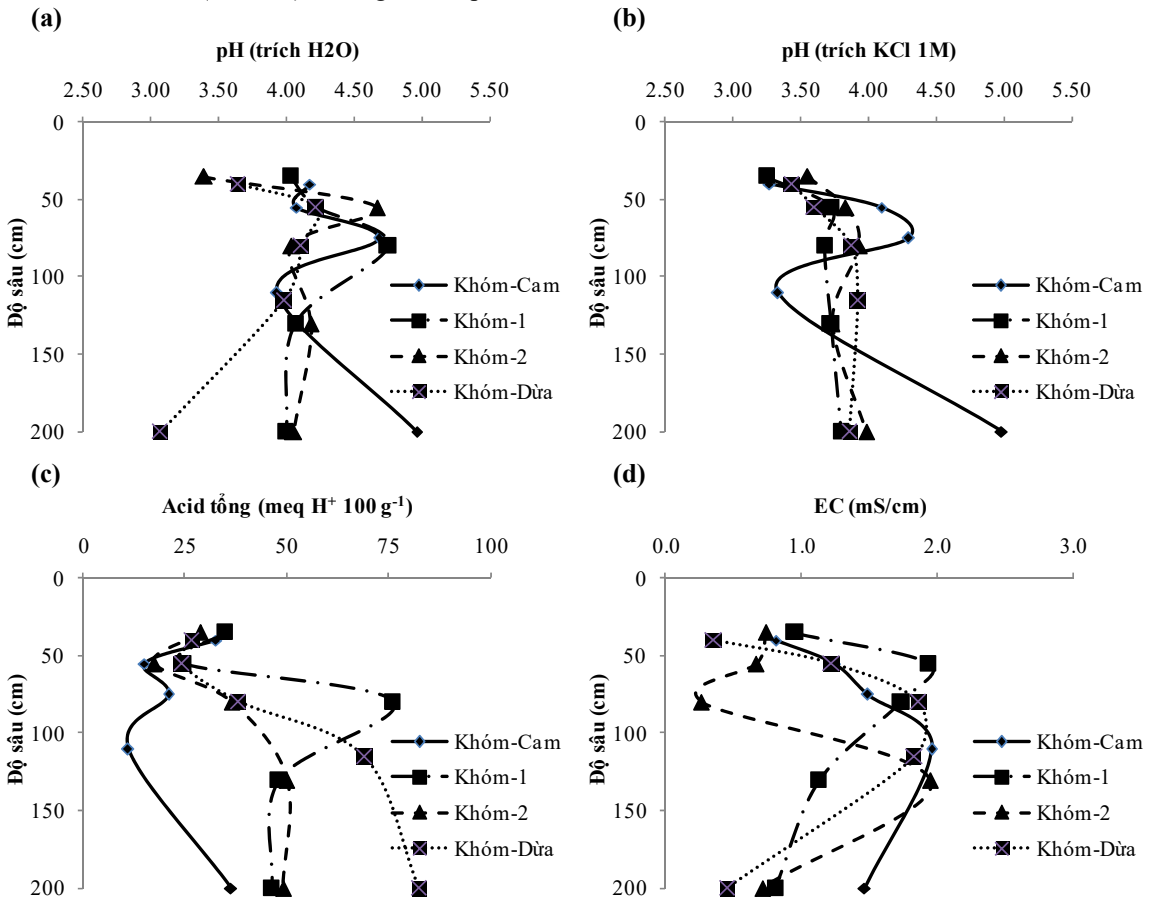 (a)
pH (trích H2O)
2.50 3.00 3.50 4.00 4.50 5.00 5.50
0
50
100
150
200
Độ sâu (cm)
Khóm-Cam
Khóm-1
Khóm-2
Khóm-Dừa
(b)
pH (trích KCl 1M)
2.50 3.00 3.50 4.00 4.50 5.00 5.50
0
50
100
150
200
Độ sâu (cm)
Khóm-Cam
Khóm-1
Khóm-2
Khóm-Dừa
(c)
Acid tổng (meq H⁺ 100 g⁻¹)
0 25 50 75 100
0
50
100
150
200
Độ sâu (cm)
Khóm-Cam
Khóm-1
Khóm-2
Khóm-Dừa
(d)
EC (mS/cm)
0.0 1.0 2.0 3.0
0
50
100
150
200
Độ sâu (cm)
Khóm-Cam
Khóm-1
Khóm-2
Khóm-Dừa